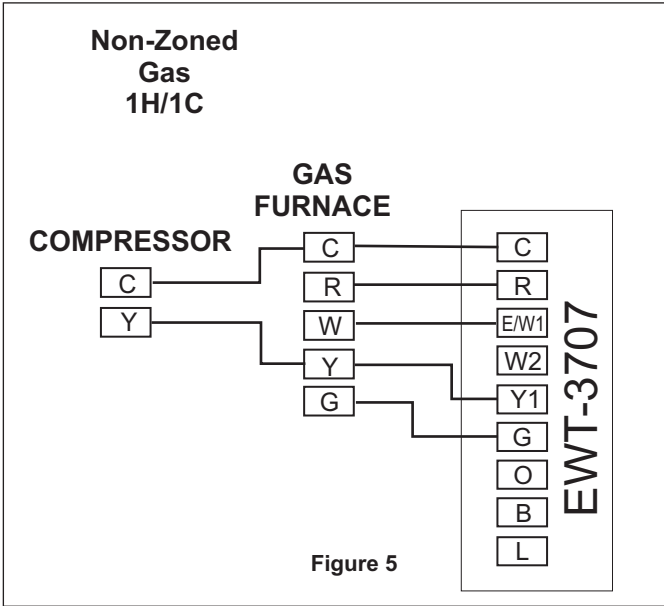 Non-Zoned
Gas
1H/1C
GAS
FURNACE
COMPRESSOR
C
Y
C
R
W
Y
G
C
R
E/W1
W2
Y1
G
O
B
L
EWT-3707
Figure 5